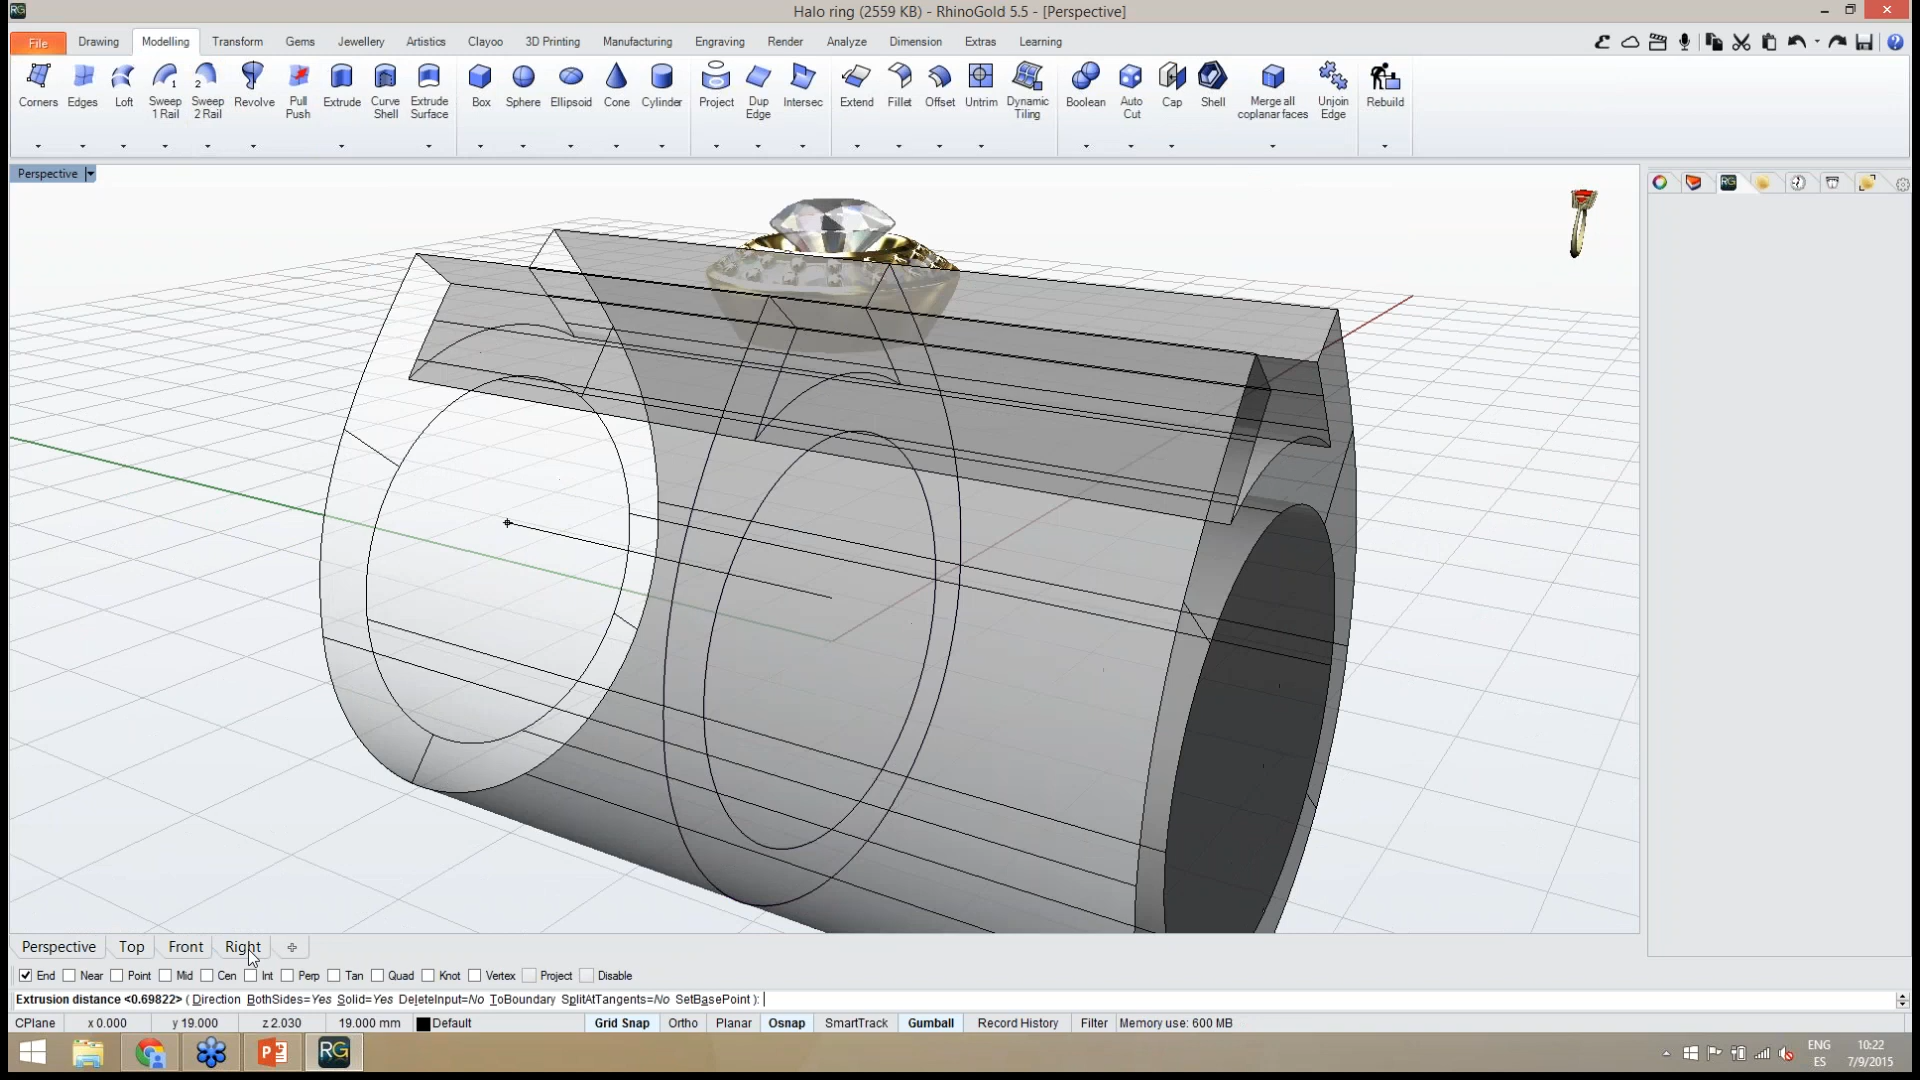 RG
Halo ring (2559 KB) - RhinoGold 5.5 - [Perspective]
File Drawing Modelling Transform Gems Jewellery Artistics Clayoo 3D Printing Manufacturing Engraving Render Analyze Dimension Extras Learning
Corners Edges Loft Sweep 1 Rail Sweep 2 Rail Revolve Pull Push Extrude Curve Shell Extrude Surface Box Sphere Ellipsoid Cone Cylinder Project Dup Edge Intersec Extend Fillet Offset Untrim Dynamic Tiling Boolean Auto Cut Cap Shell Merge all coplanar faces Unjoin Edge Rebuild
Perspective
RG
Perspective Top Front Right
End Near Point Mid Cen Int Perp Tan Quad Knot Vertex Project Disable
Extrusion distance <0.69822> ( Direction BothSides=Yes Solid=Yes DeleteInput=No ToBoundary SplitAtTangents=No SetBasePoint ):
CPlane x 0.000 y 19.000 z 2.030 19.000 mm Default Grid Snap Ortho Planar Osnap SmartTrack Gumball Record History Filter Memory use: 600 MB
RG
ENG 10:22
ES 7/9/2015